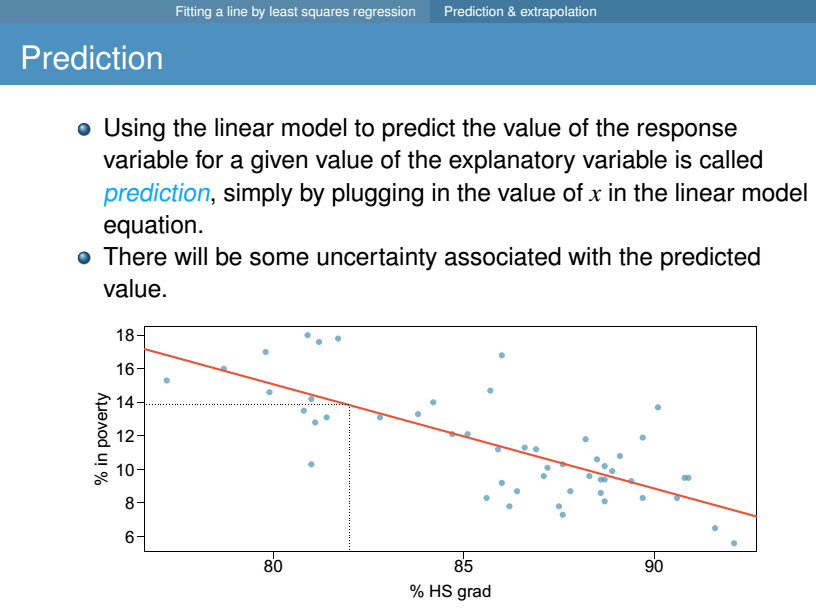 Fitting a line by least squares regression Prediction & extrapolation
Prediction
Using the linear model to predict the value of the response
variable for a given value of the explanatory variable is called
prediction, simply by plugging in the value of x in the linear model
equation.
There will be some uncertainty associated with the predicted
value.
18
16
14
12
10
8
6
% in poverty
80 85 90
% HS grad